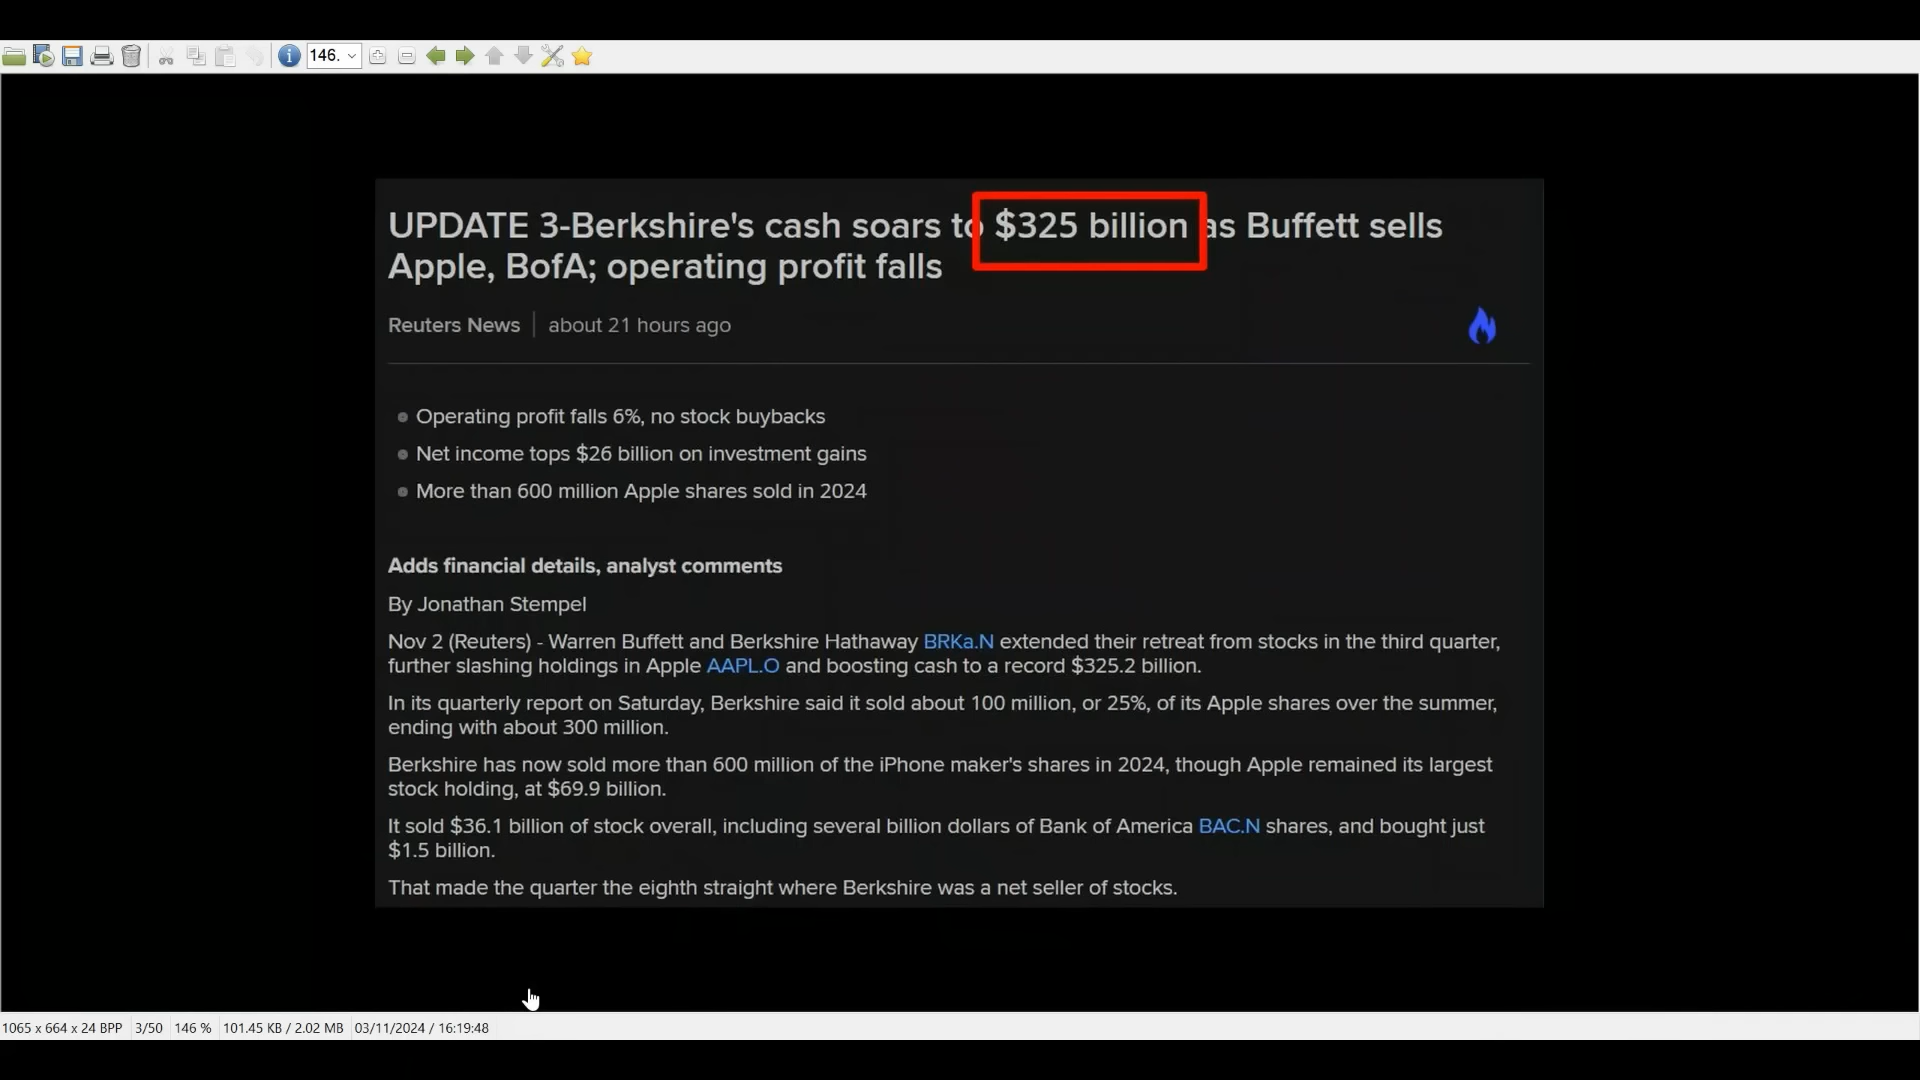 146.
UPDATE 3-Berkshire's cash soars to $325 billion as Buffett sells
Apple, BofA; operating profit falls
Reuters News | about 21 hours ago
Operating profit falls 6%, no stock buybacks
Net income tops $26 billion on investment gains
More than 600 million Apple shares sold in 2024
Adds financial details, analyst comments
By Jonathan Stempel
Nov 2 (Reuters) - Warren Buffett and Berkshire Hathaway BRKa.N extended their retreat from stocks in the third quarter,
further slashing holdings in Apple AAPL.O and boosting cash to a record $325.2 billion.
In its quarterly report on Saturday, Berkshire said it sold about 100 million, or 25%, of its Apple shares over the summer,
ending with about 300 million.
Berkshire has now sold more than 600 million of the iPhone maker's shares in 2024, though Apple remained its largest
stock holding, at $69.9 billion.
It sold $36.1 billion of stock overall, including several billion dollars of Bank of America BAC.N shares, and bought just
$1.5 billion.
That made the quarter the eighth straight where Berkshire was a net seller of stocks.
1065 x 664 x 24 BPP 3/50 146 % 101.45 KB / 2.02 MB 03/11/2024 / 16:19:48